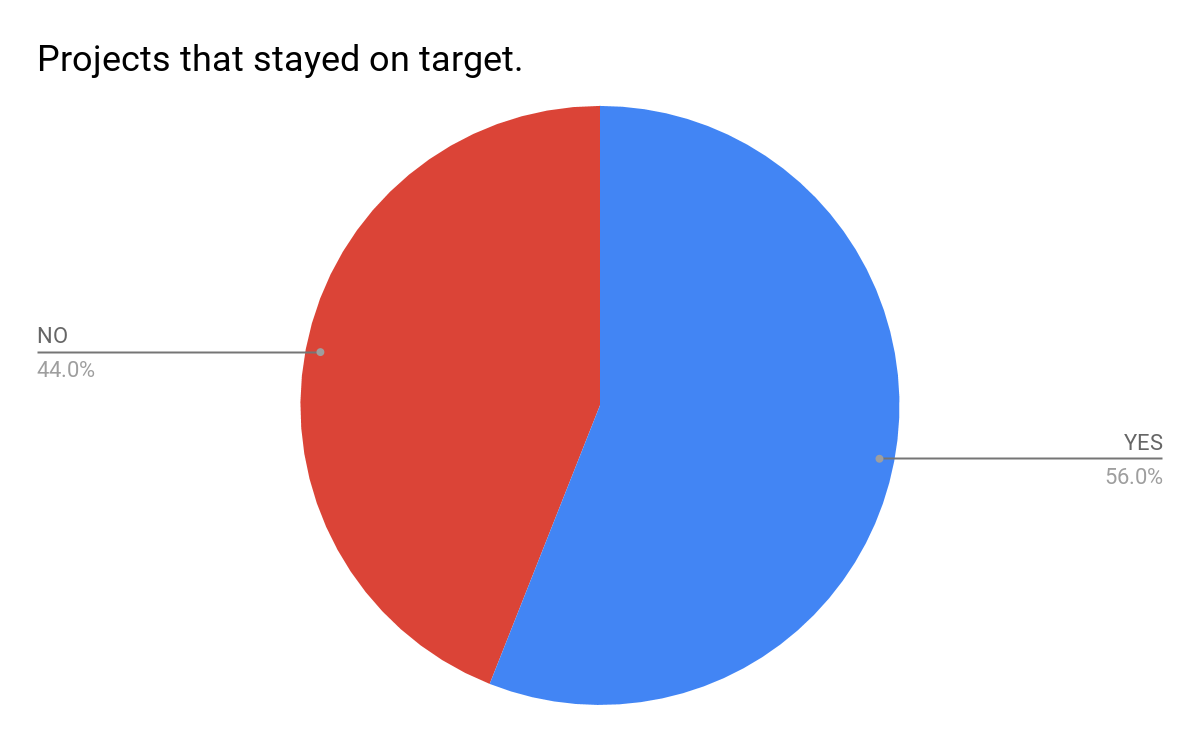 Projects that stayed on target.
NO
44.0%
YES
56.0%